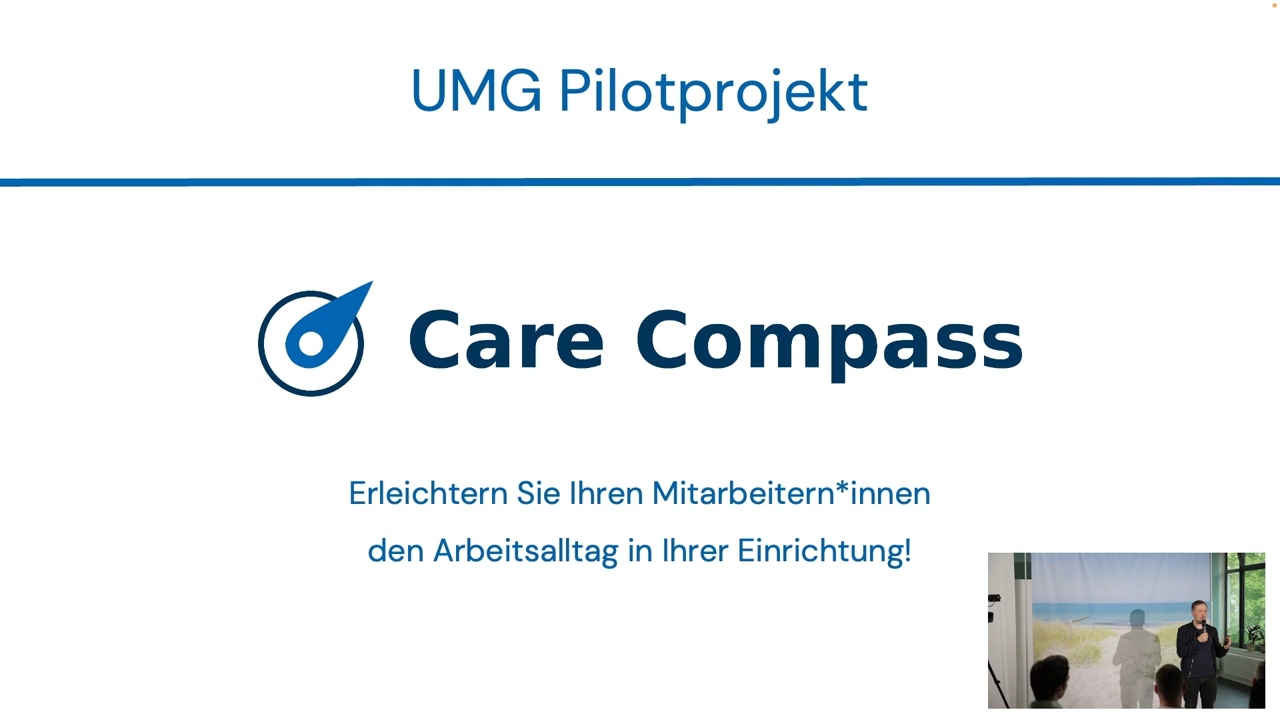 UMG Pilotprojekt
Care Compass
Erleichtern Sie Ihren Mitarbeitern*innen
den Arbeitsalltag in Ihrer Einrichtung!